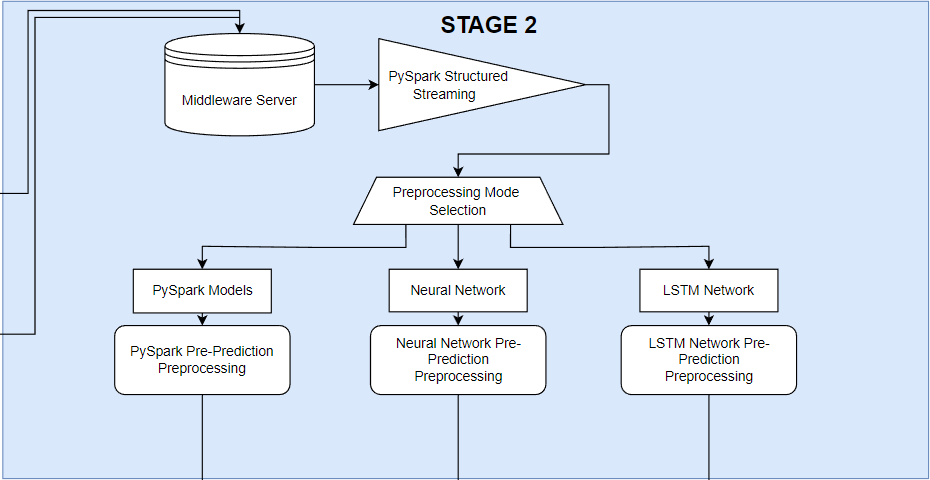 STAGE 2
Middleware Server
PySpark Structured
Streaming
Preprocessing Mode
Selection
PySpark Models
Neural Network
LSTM Network
PySpark Pre-Prediction
Preprocessing
Neural Network Pre-
Prediction
Preprocessing
LSTM Network Pre-
Prediction
Preprocessing